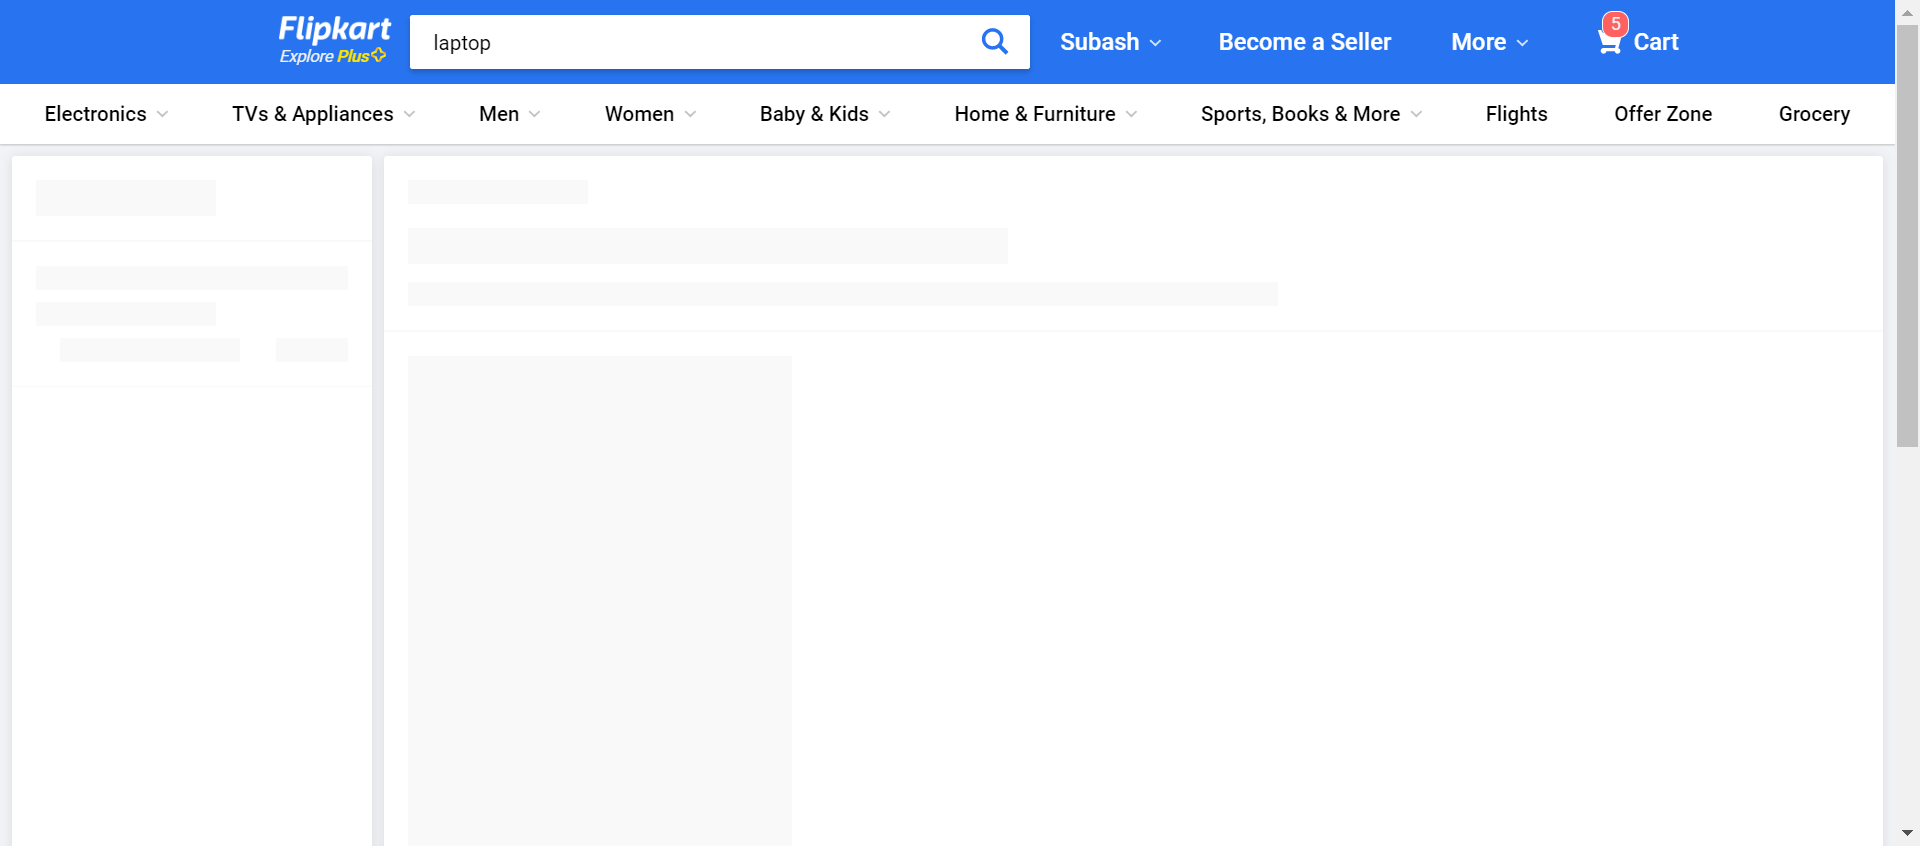 Flipkart
Explore Plus
laptop
Subash
Become a Seller
More
5
Cart
Electronics
TVs & Appliances
Men
Women
Baby & Kids
Home & Furniture
Sports, Books & More
Flights
Offer Zone
Grocery